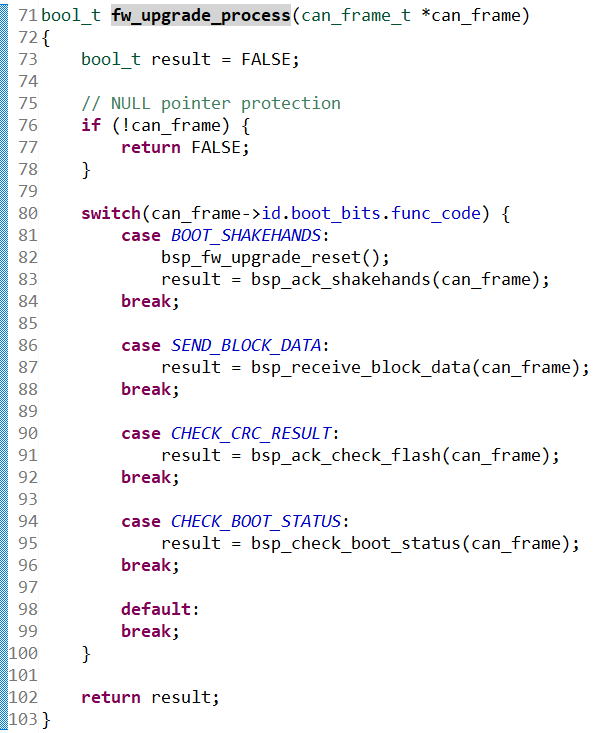 71 bool_t fw_upgrade_process(can_frame_t *can_frame)
72 {
73     bool_t result = FALSE;
74
75     // NULL pointer protection
76     if (!can_frame) {
77         return FALSE;
78     }
79
80     switch(can_frame->id.boot_bits.func_code) {
81         case BOOT_SHAKEHANDS:
82             bsp_fw_upgrade_reset();
83             result = bsp_ack_shakehands(can_frame);
84         break;
85
86         case SEND_BLOCK_DATA:
87             result = bsp_receive_block_data(can_frame);
88         break;
89
90         case CHECK_CRC_RESULT:
91             result = bsp_ack_check_flash(can_frame);
92         break;
93
94         case CHECK_BOOT_STATUS:
95             result = bsp_check_boot_status(can_frame);
96         break;
97
98         default:
99         break;
100     }
101
102     return result;
103 }